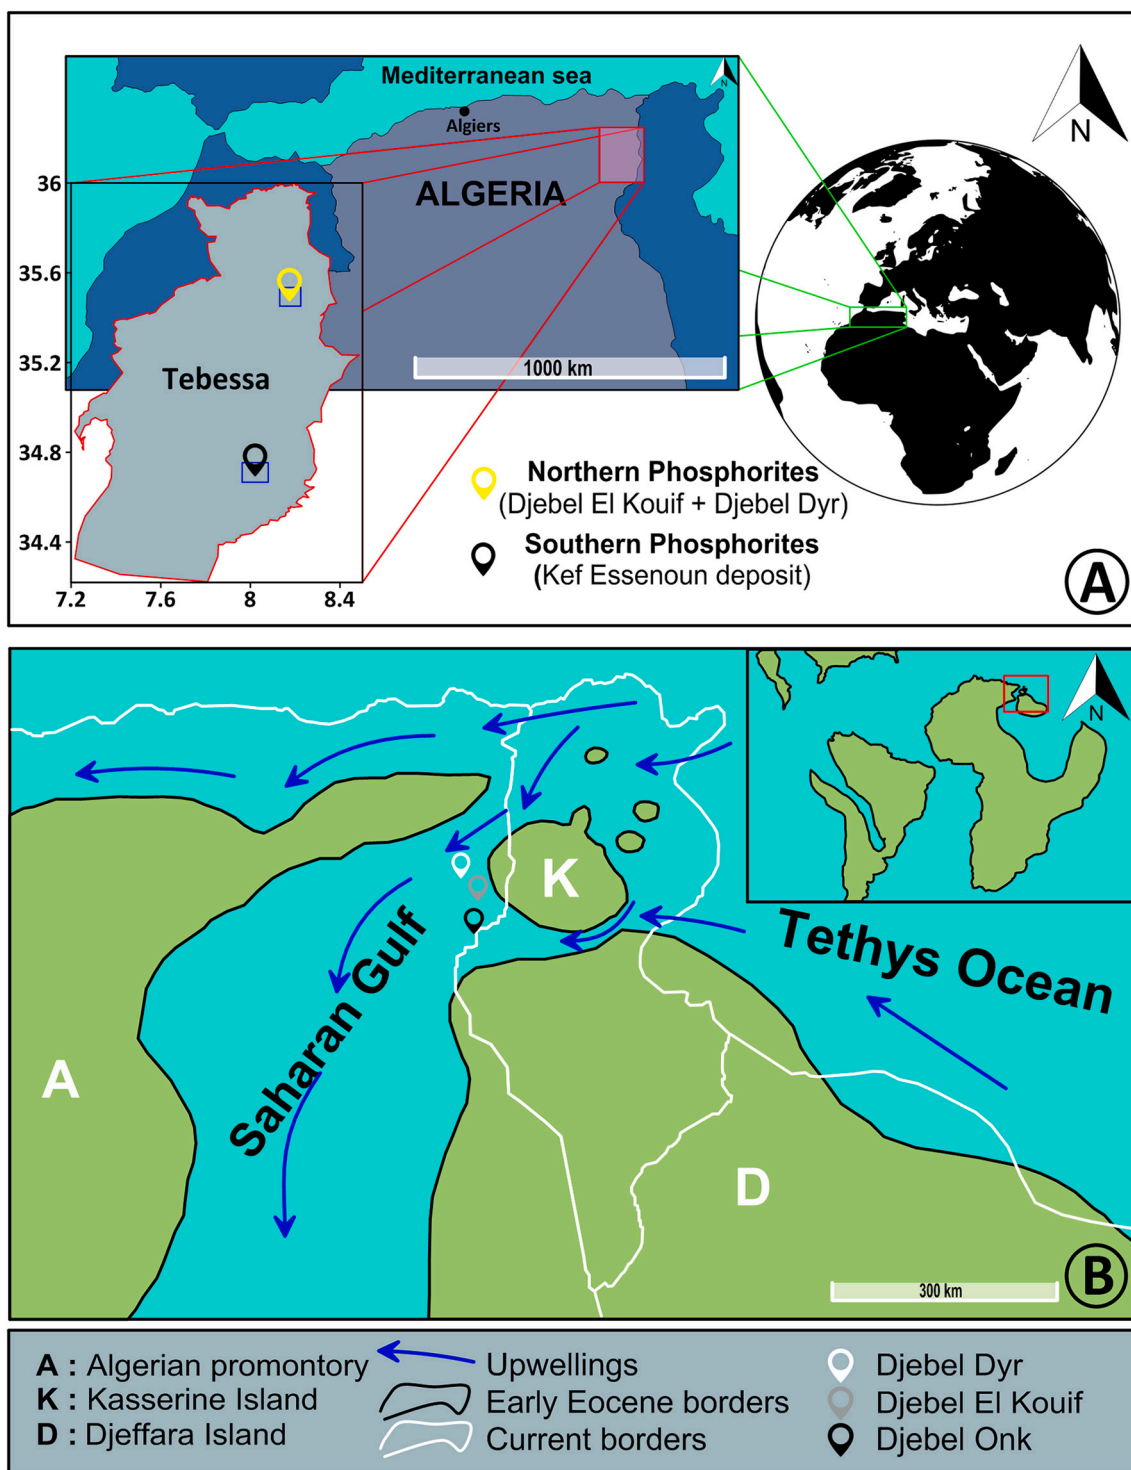 Mediterranean sea
N
Algiers
ALGERIA
N
36
35.6
35.2
34.8
34.4
7.2 7.6 8 8.4
Tebessa
1000 km
Northern Phosphorites
(Djebel El Kouif + Djebel Dyr)
Southern Phosphorites
(Kef Essenoun deposit)
A
N
K
Tethys Ocean
Saharan Gulf
A
D
300 km
B
A : Algerian promontory
K : Kasserine Island
D : Djeffara Island
Upwellings
Early Eocene borders
Current borders
Djebel Dyr
Djebel El Kouif
Djebel Onk